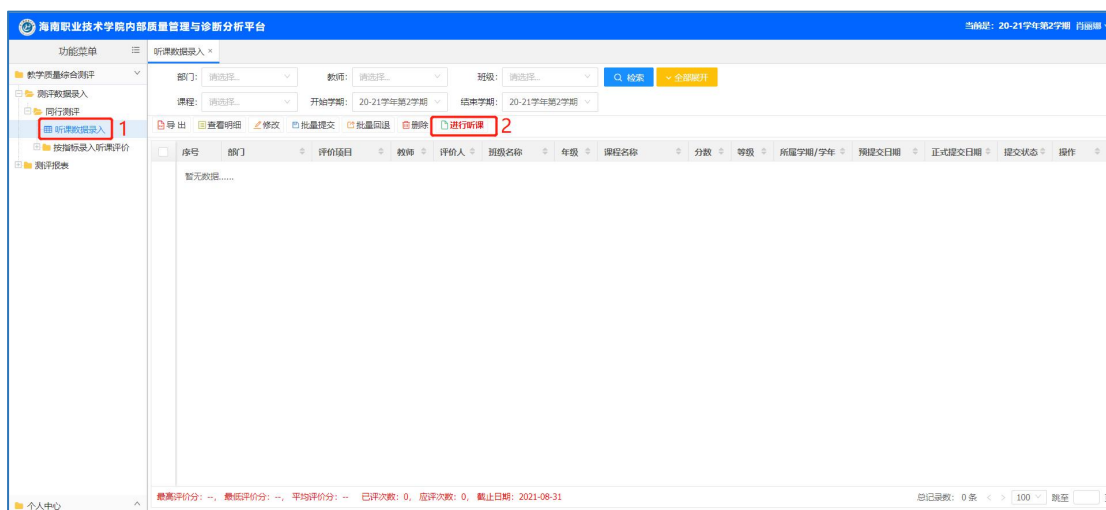 海南职业技术学院内部质量管理与诊断分析平台 当前是：20-21学年第2学期 肖丽娜
功能菜单 听课数据录入 ×
教学质量综合测评
测评数据录入
同行测评
听课数据录入 1
按指标录入听课评价
测评报表
个人中心
部门: 请选择... 教师: 请选择... 班级: 请选择... 检索 全部展开
课程: 请选择... 开始学期: 20-21学年第2学期 结束学期: 20-21学年第2学期
导出 查看明细 修改 批量提交 批量回退 删除 进行听课 2
序号 部门 评价项目 教师 评价人 班级名称 年级 课程名称 分数 等级 所属学期/学年 预提交日期 正式提交日期 提交状态 操作
暂无数据......
最高评价分: --, 最低评价分: --, 平均评价分: -- 已评次数: 0, 应评次数: 0, 截止日期: 2021-08-31 总记录数: 0 条 < > 100 跳至